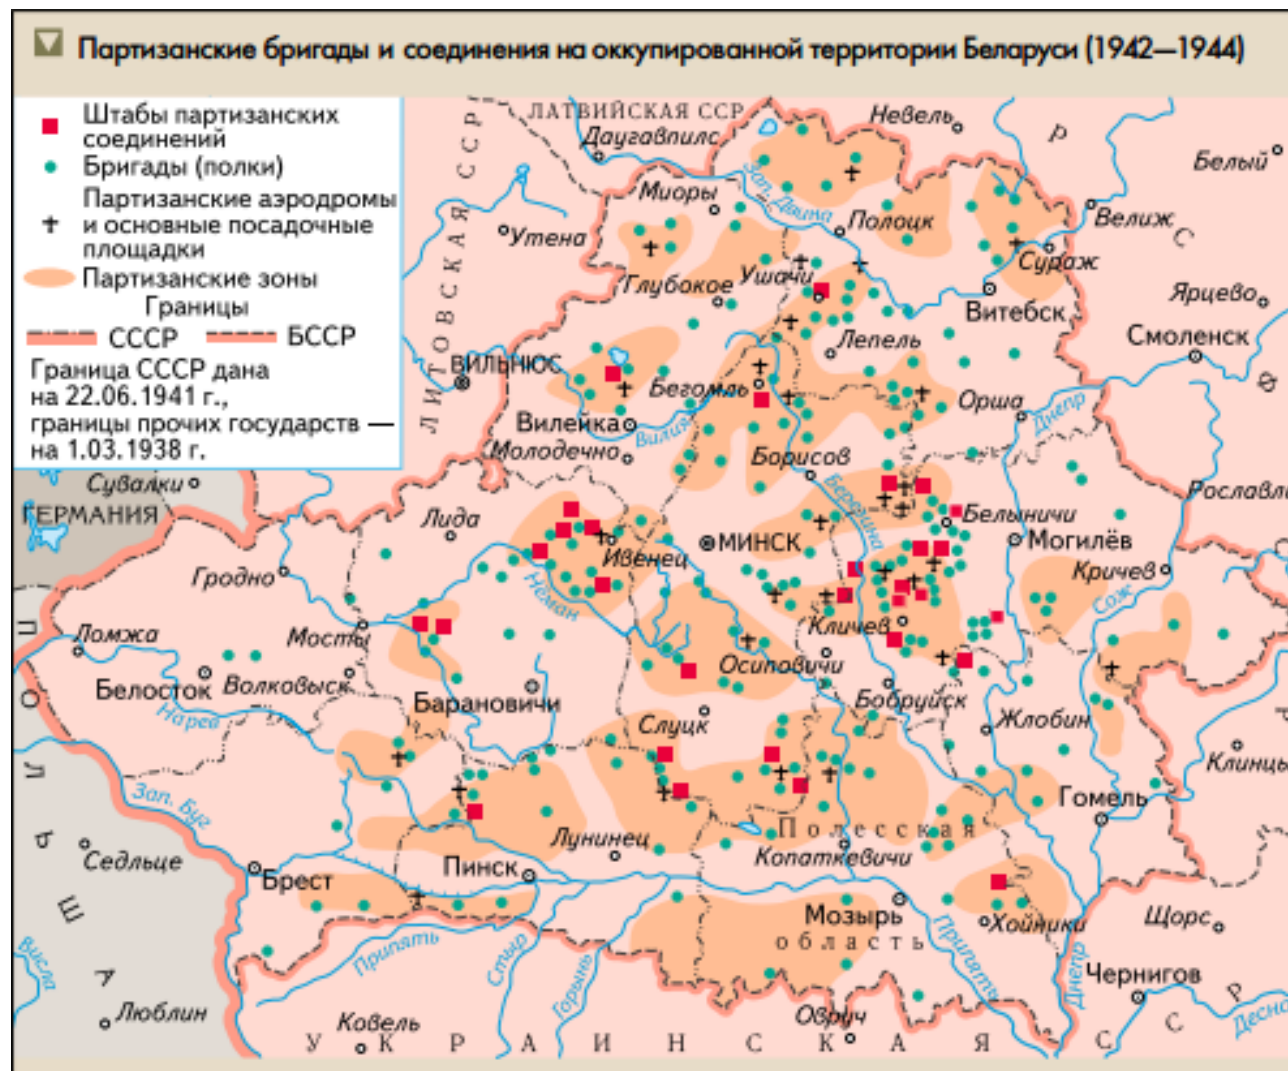 Партизанские бригады и соединения на оккупированной территории Беларуси (1942—1944)
Штабы партизанских
соединений
Бригады (полки)
Партизанские аэродромы
и основные посадочные
площадки
Партизанские зоны
Границы
СССР
БССР
Граница СССР дана
на 22.06.1941 г.,
границы прочих государств —
на 1.03.1938 г.
ЛАТВИЙСКАЯ ССР
Даугавпилс
Невель
Р
Белый
ЛИТОВСКАЯ ССР
Миоры
Зап. Двина
Полоцк
Велиж
С
Утена
Сураж
Глубокое
Ушачи
Ярцево
Витебск
Смоленск
Лепель
ВИЛЬНЮС
Бегомль
Ф
Орша
Днепр
Вилейка
Вилия
Молодечно
Борисов
Сувалки
Березина
Рославль
ГЕРМАНИЯ
Лида
Белыничи
МИНСК
Могилёв
Ивенец
Гродно
Кричев
С
Неман
Сож
Ломжа
Мосты
Кличев
Осиповичи
Белосток
Волковыск
Барановичи
Бобруйск
Нарев
Слуцк
Жлобин
Р
Клинцы
Зап. Буг
Гомель
Полесская
Лунинец
Копаткевичи
Седльце
Брест
Пинск
Мозырь
Хойники
Щорс
область
Припять
Стырь
Горынь
Припять
Днепр
Висла
Чернигов
Люблин
Ковель
Овруч
Р
Десна
ПОЛЬША
УКРАИНСКАЯ ССР